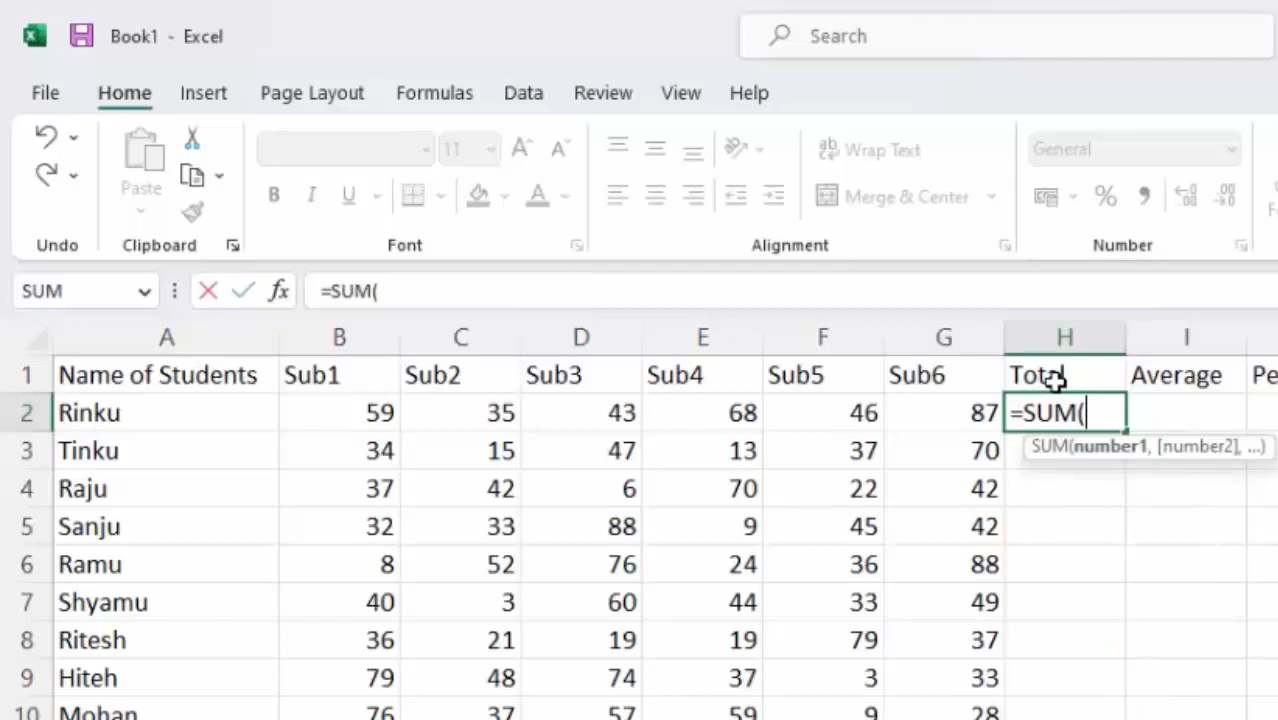 Book1 - Excel
Search
File Home Insert Page Layout Formulas Data Review View Help
Paste
11
B I U A
ab Wrap Text
Merge & Center
General
%
Undo Clipboard Font Alignment Number
SUM fx =SUM(
A B C D E F G H I
1 Name of Students Sub1 Sub2 Sub3 Sub4 Sub5 Sub6 Total Average Pe
2 Rinku 59 35 43 68 46 87 =SUM(
SUM(number1, [number2], ...)
3 Tinku 34 15 47 13 37 70
4 Raju 37 42 6 70 22 42
5 Sanju 32 33 88 9 45 42
6 Ramu 8 52 76 24 36 88
7 Shyamu 40 3 60 44 33 49
8 Ritesh 36 21 19 19 79 37
9 Hiteh 79 48 74 37 3 33
10 Mohan 76 37 57 59 9 28